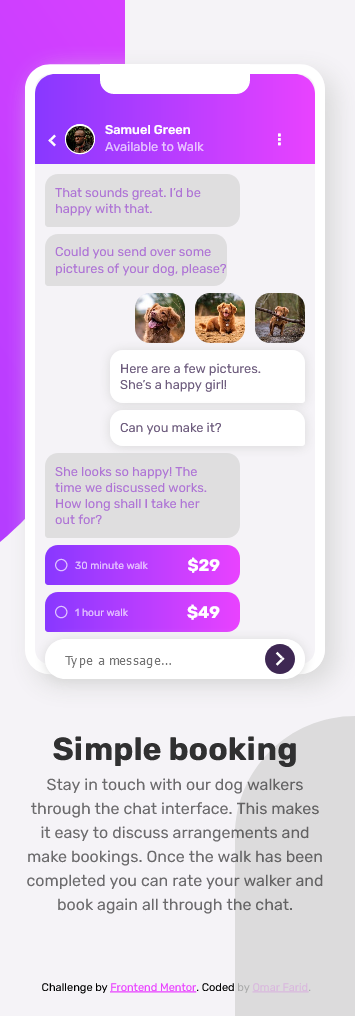 Samuel Green
Available to Walk
That sounds great. I'd be
happy with that.
Could you send over some
pictures of your dog, please?
Here are a few pictures.
She's a happy girl!
Can you make it?
She looks so happy! The
time we discussed works.
How long shall I take her
out for?
30 minute walk $29
1 hour walk $49
Type a message...
Simple booking
Stay in touch with our dog walkers
through the chat interface. This makes
it easy to discuss arrangements and
make bookings. Once the walk has been
completed you can rate your walker and
book again all through the chat.
Challenge by Frontend Mentor. Coded by Omar Farid.